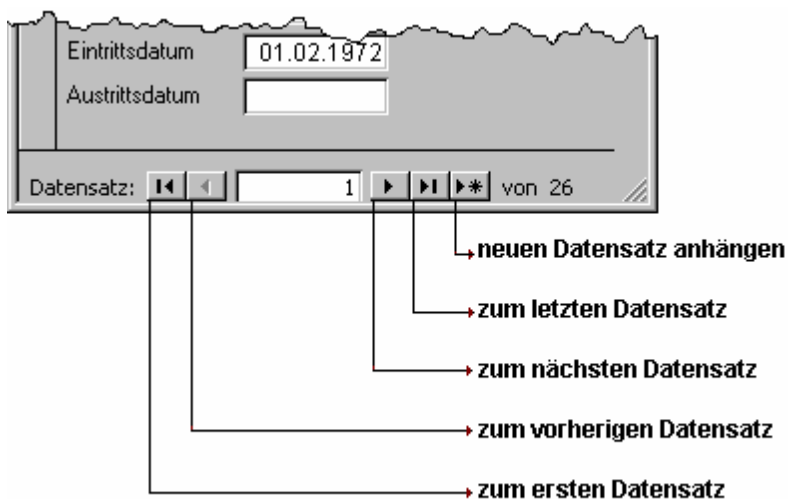 Eintrittsdatum 01.02.1972
Austrittsdatum
Datensatz: 1 von 26
neuen Datensatz anhängen
zum letzten Datensatz
zum nächsten Datensatz
zum vorherigen Datensatz
zum ersten Datensatz